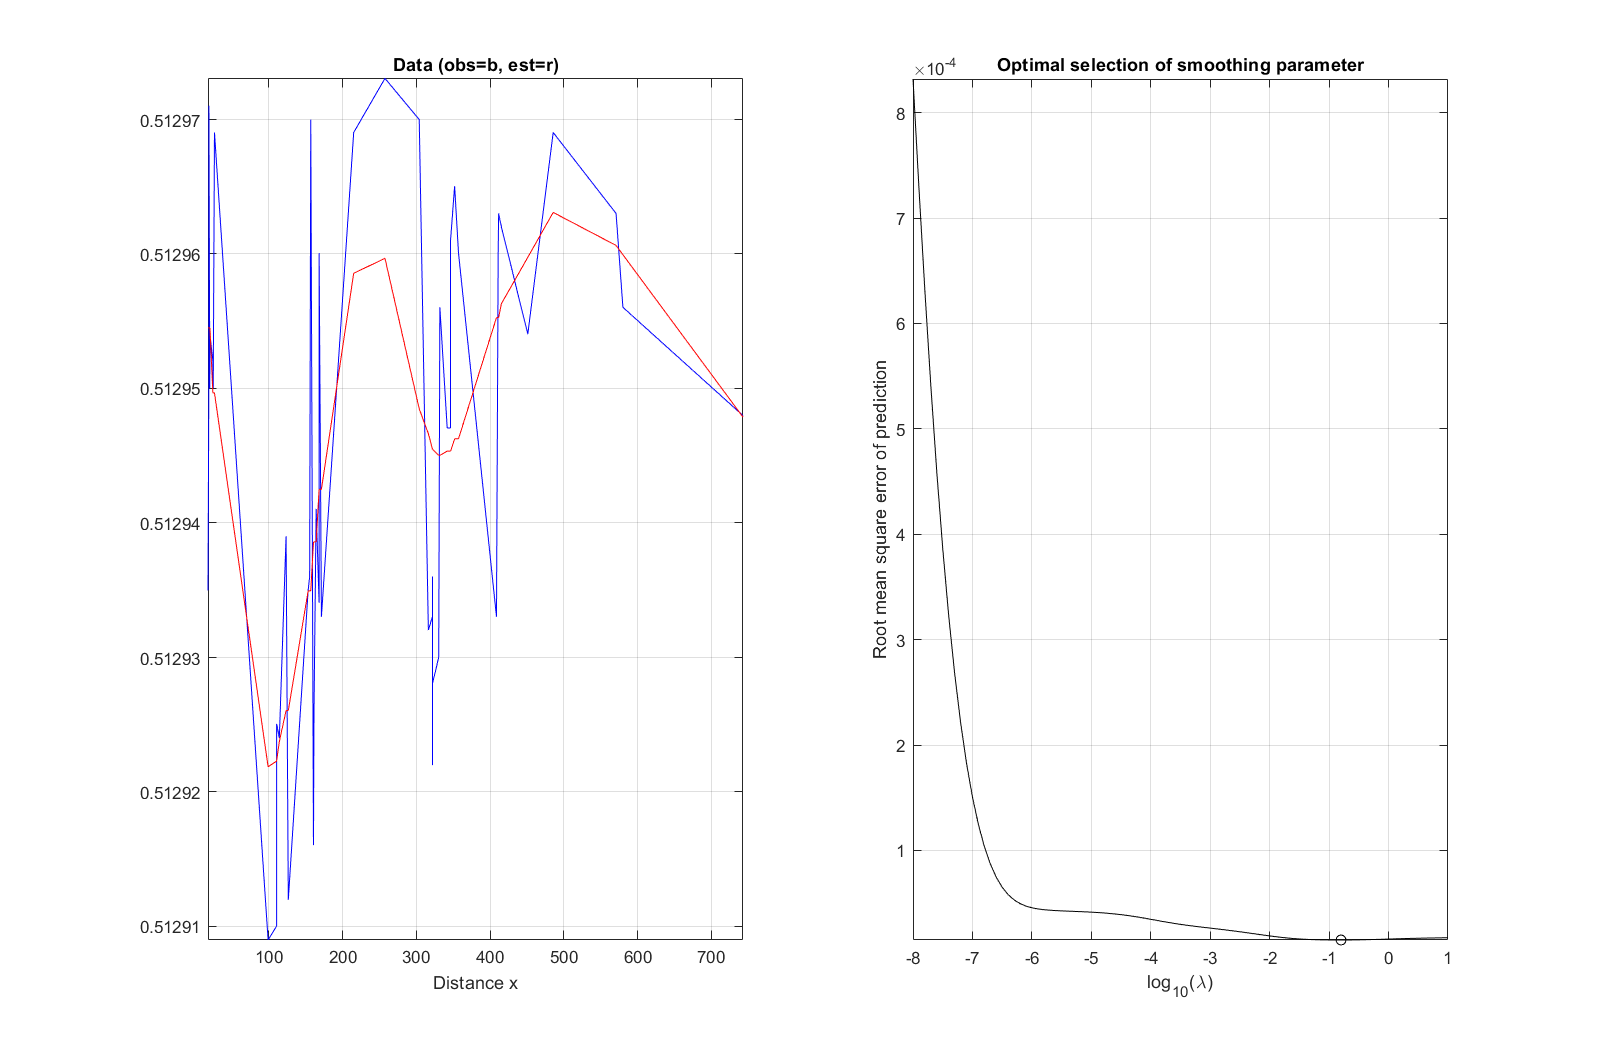 Data (obs=b, est=r)
0.51297
0.51296
0.51295
0.51294
0.51293
0.51292
0.51291
100 200 300 400 500 600 700
Distance x
×10-4
Optimal selection of smoothing parameter
Root mean square error of prediction
8
7
6
5
4
3
2
1
-8 -7 -6 -5 -4 -3 -2 -1 0 1
log10(λ)